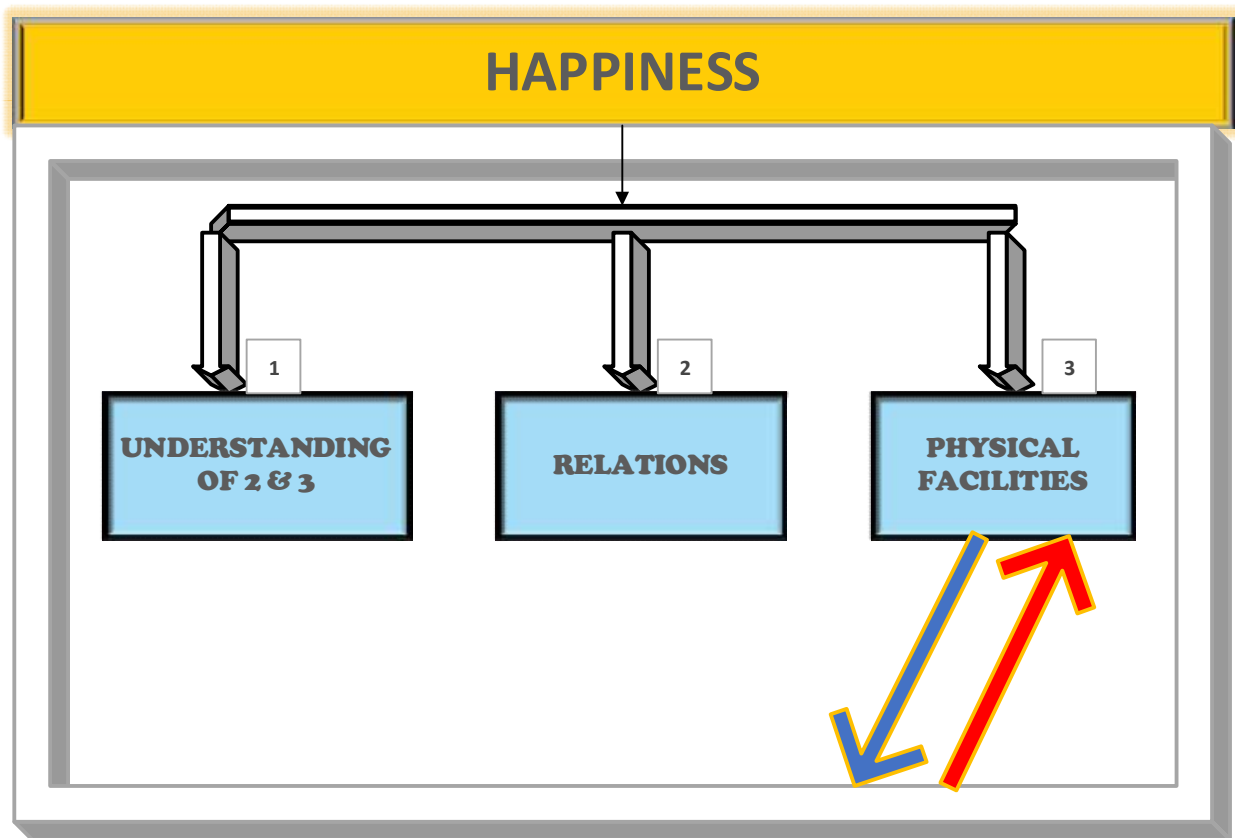 HAPPINESS
1
2
3
UNDERSTANDING
OF 2 & 3
RELATIONS
PHYSICAL
FACILITIES